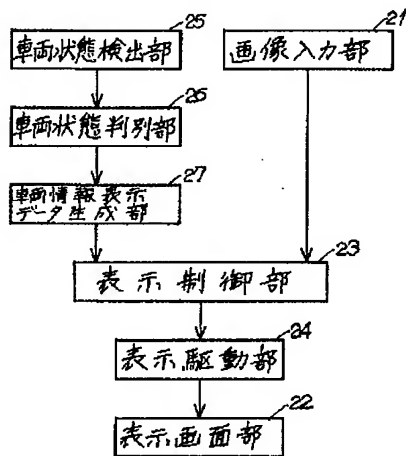 25
車両状態検出部
21
画像入力部
26
車両状態判別部
27
車両情報表示
データ生成部
23
表示制御部
24
表示駆動部
22
表示画面部